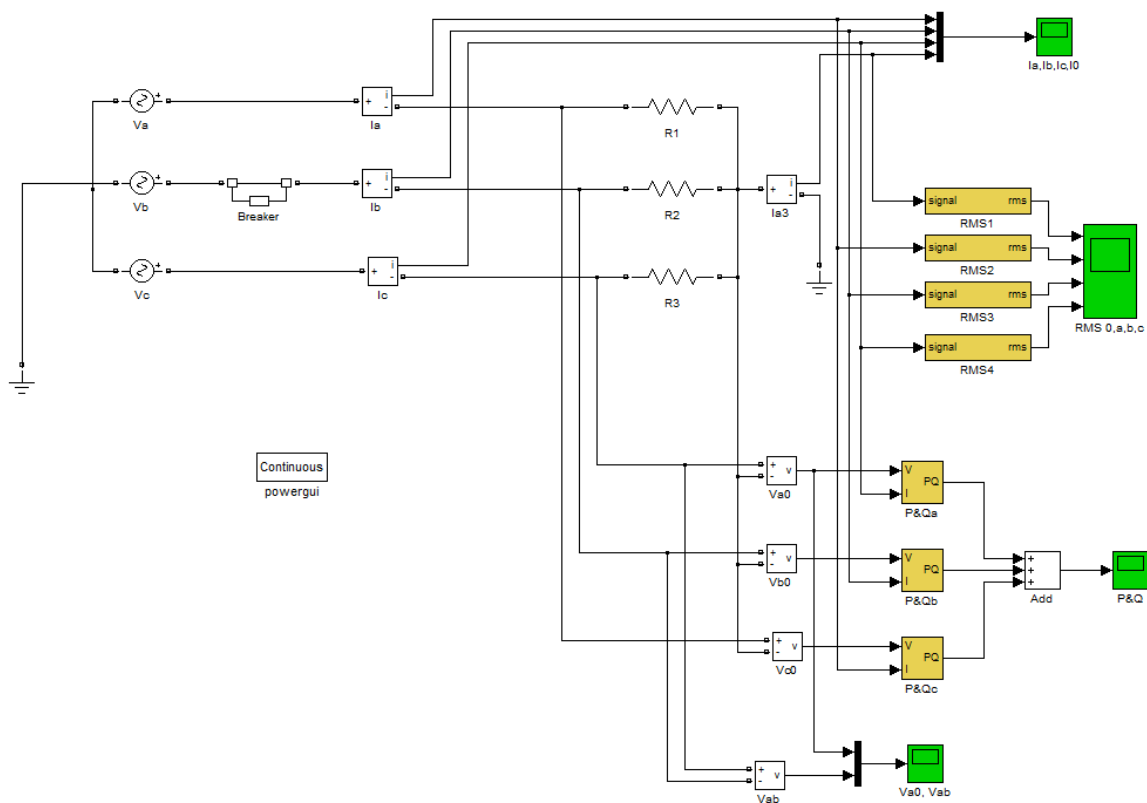 i
+
-
Ia,Ib,Ic,I0
+
Va
+
i
-
Ia
R1
+
Vb
Breaker
+
i
-
Ib
R2
+
i
-
Ia3
signal rms
RMS1
signal rms
RMS2
+
Vc
+
i
-
Ic
R3
signal rms
RMS3
RMS 0,a,b,c
signal rms
RMS4
Continuous
powergui
+
-
v
Va0
V
I
PQ
P&Qa
+
-
v
Vb0
V
I
PQ
P&Qb
+
+
+
Add
P&Q
+
-
v
Vc0
V
I
PQ
P&Qc
+
-
v
Vab
Va0, Vab